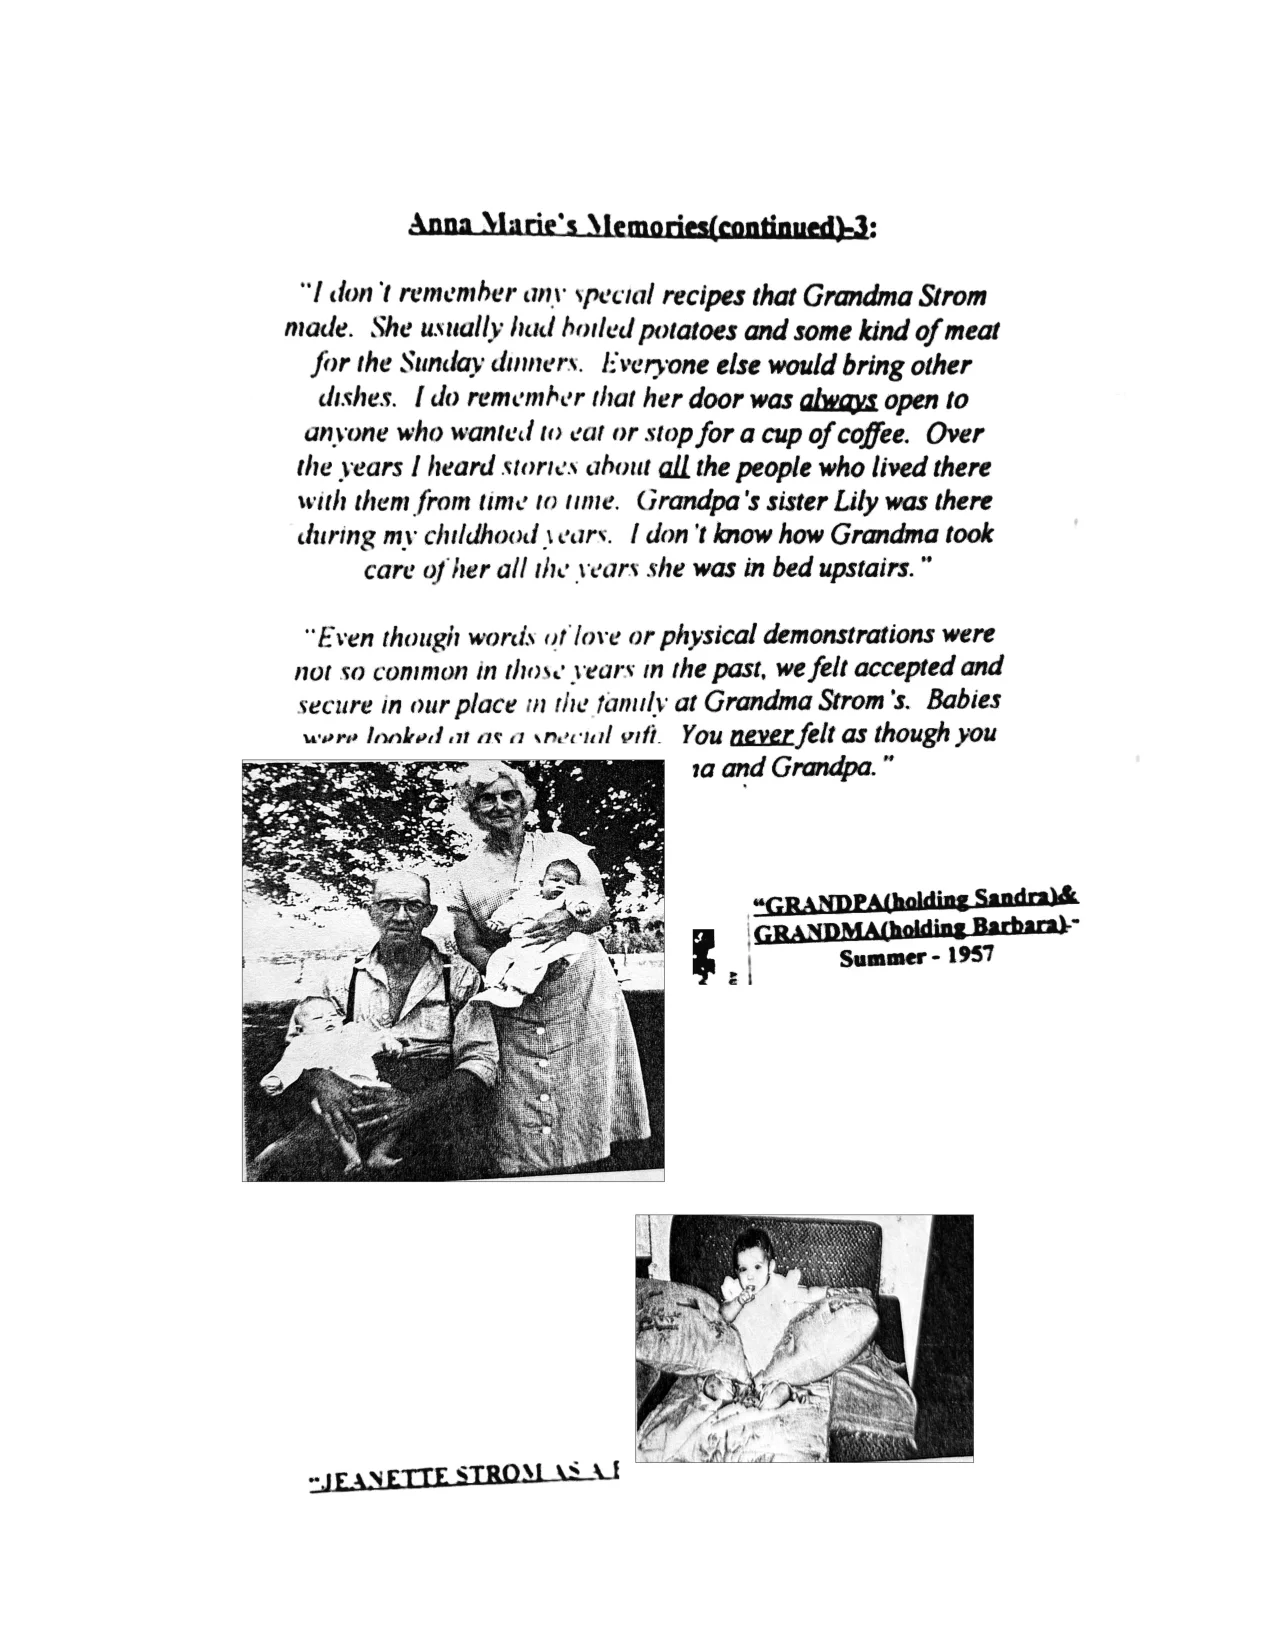 Anna Marie's Memories(continued)-3:
"I don't remember any special recipes that Grandma Strom
made. She usually had boiled potatoes and some kind of meat
for the Sunday dinners. Everyone else would bring other
dishes. I do remember that her door was always open to
anyone who wanted to eat or stop for a cup of coffee. Over
the years I heard stories about all the people who lived there
with them from time to time. Grandpa's sister Lily was there
during my childhood years. I don't know how Grandma took
care of her all the years she was in bed upstairs."
"Even though words of love or physical demonstrations were
not so common in those years in the past, we felt accepted and
secure in our place in the family at Grandma Strom's. Babies
were looked at as a special gift. You never felt as though you
and Grandpa."
"GRANDPA(holding Sandra)&
GRANDMA(holding Barbara)-"
Summer - 1957
"JEANETTE STROM AS A